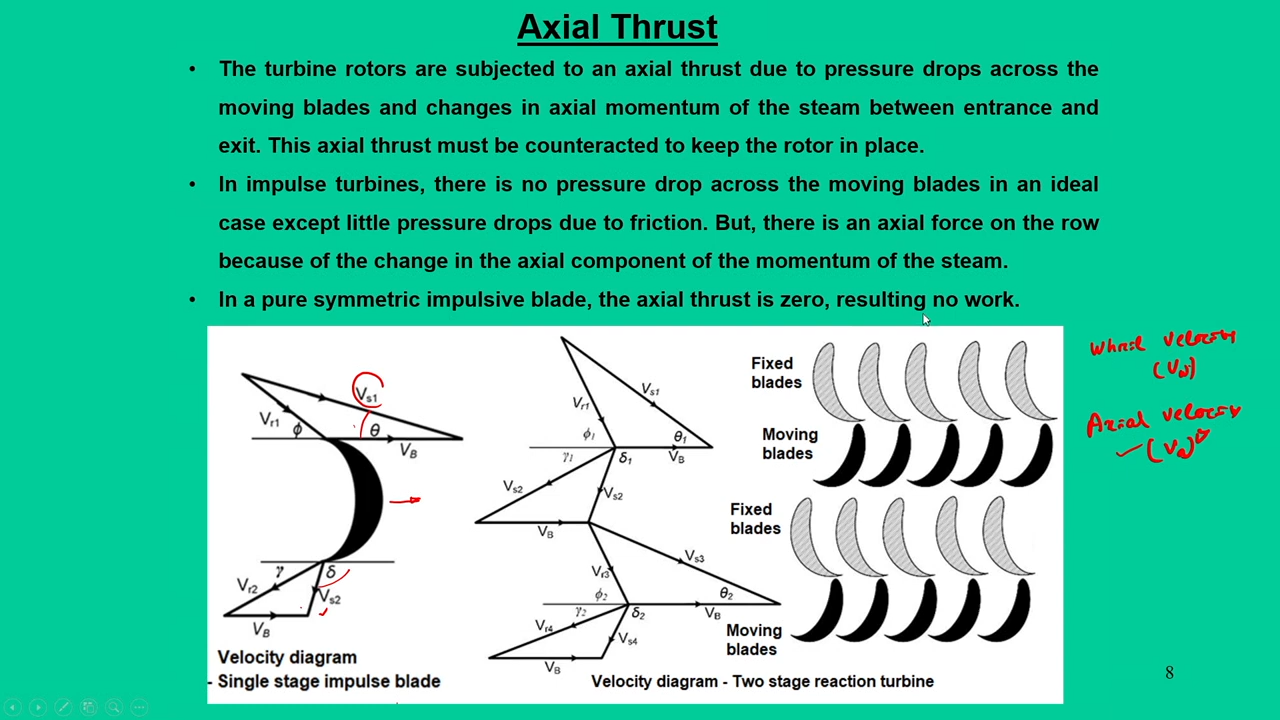 Axial Thrust
• The turbine rotors are subjected to an axial thrust due to pressure drops across the
moving blades and changes in axial momentum of the steam between entrance and
exit. This axial thrust must be counteracted to keep the rotor in place.
• In impulse turbines, there is no pressure drop across the moving blades in an ideal
case except little pressure drops due to friction. But, there is an axial force on the row
because of the change in the axial component of the momentum of the steam.
• In a pure symmetric impulsive blade, the axial thrust is zero, resulting no work.
Vs1
Vr1
ϕ
θ
VB
γ
δ
Vr2
Vs2
VB
Velocity diagram
- Single stage impulse blade
Vs1
Vr1
ϕ1
θ1
γ1
δ1
VB
Vs2
Vs2
VB
Vs3
Vr3
ϕ2
θ2
γ2
δ2
VB
Vr4
Vs4
VB
Velocity diagram - Two stage reaction turbine
Fixed
blades
Moving
blades
Fixed
blades
Moving
blades
Whirl velocity
(Vw)
Axial velocity
(Va)
8